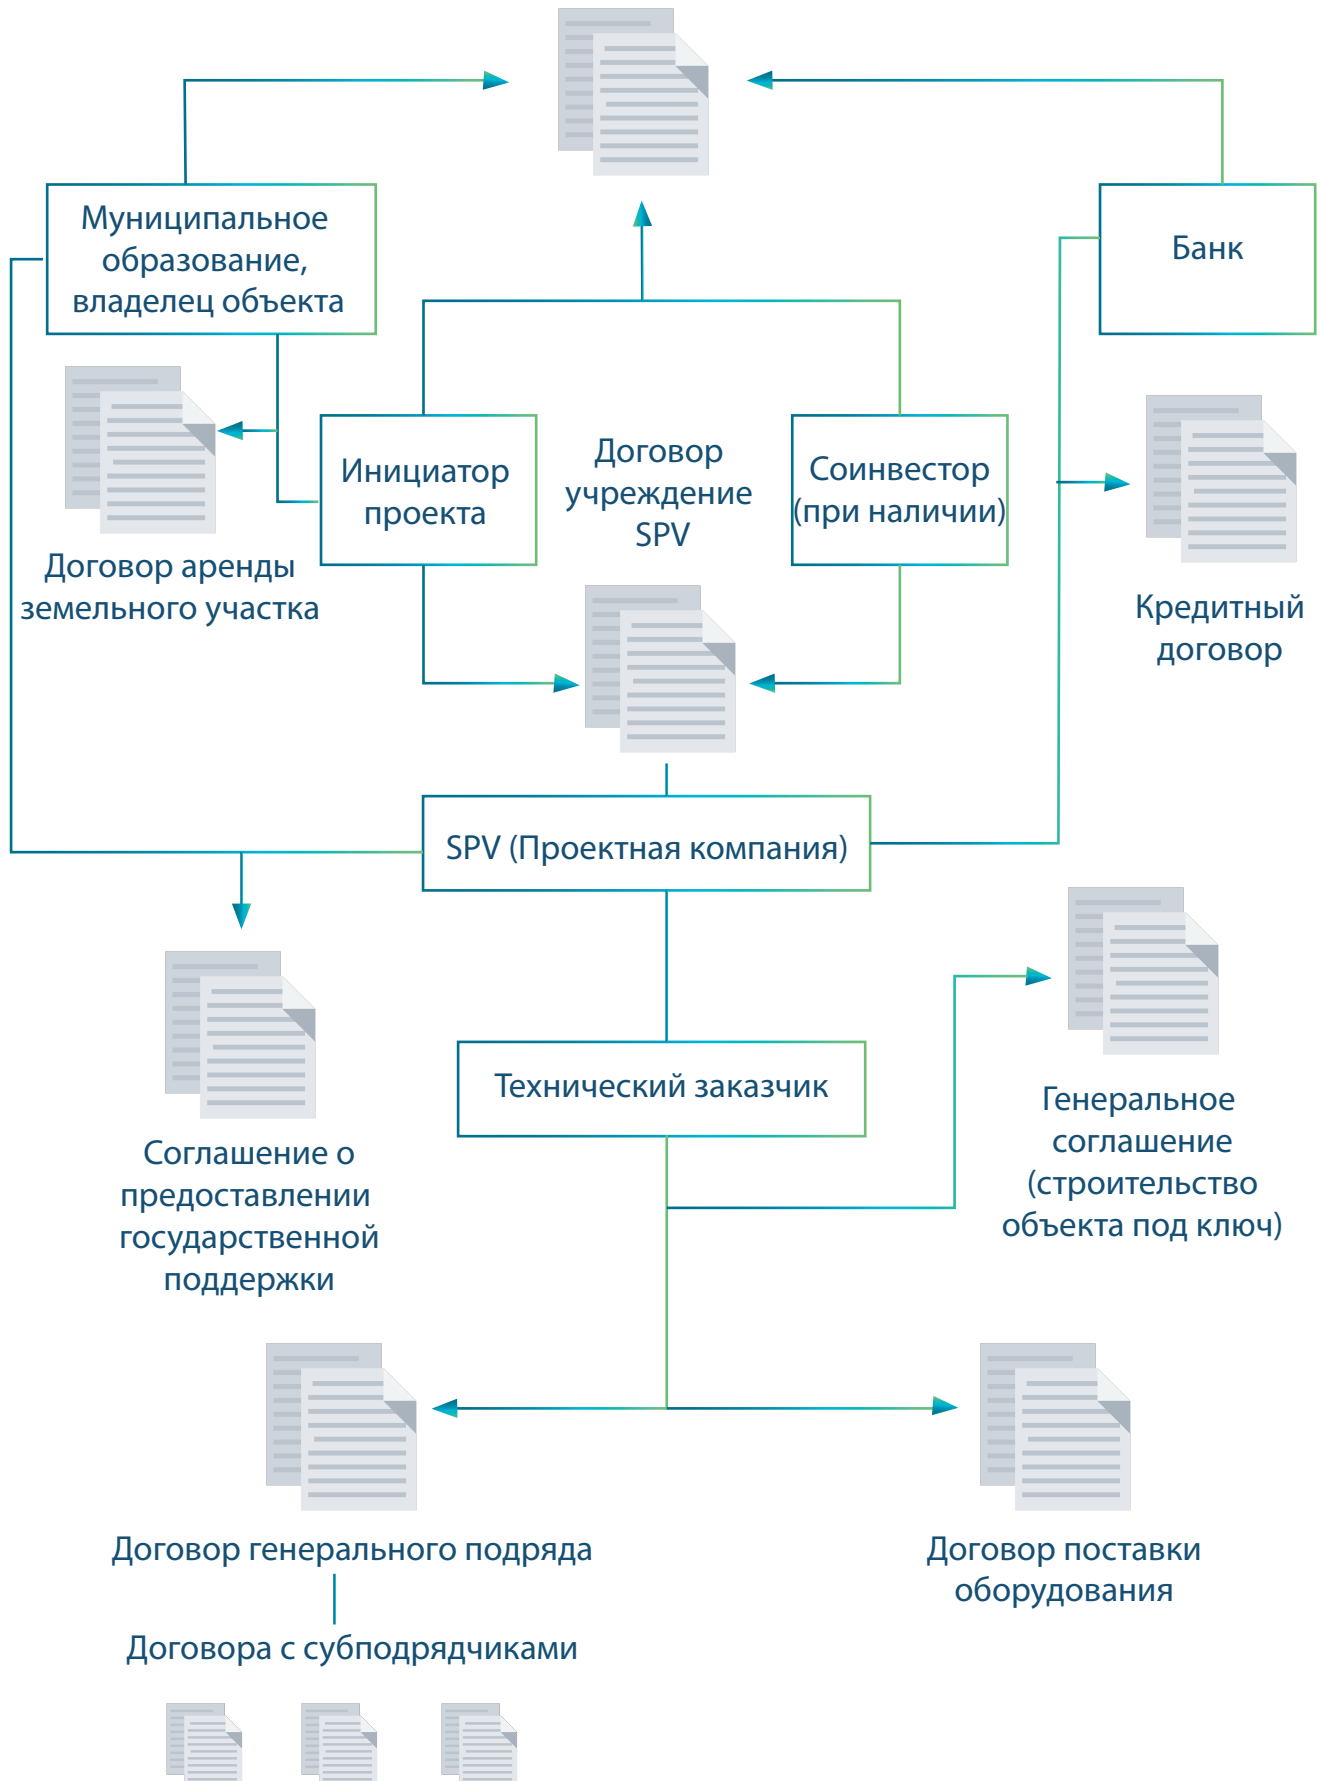 Муниципальное
образование,
владелец объекта
Банк
Инициатор
проекта
Договор
учреждение
SPV
Соинвестор
(при наличии)
Договор аренды
земельного участка
Кредитный
договор
SPV (Проектная компания)
Технический заказчик
Соглашение о
предоставлении
государственной
поддержки
Генеральное
соглашение
(строительство
объекта под ключ)
Договор генерального подряда
Договор поставки
оборудования
Договора с субподрядчиками